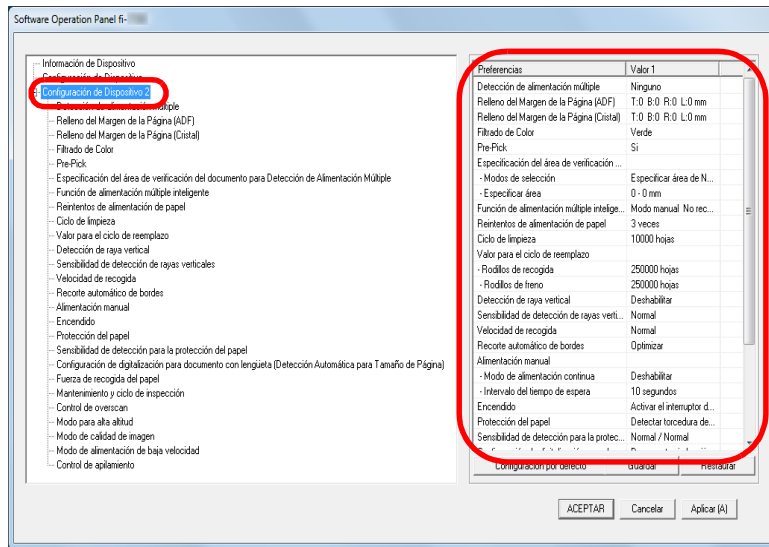 Software Operation Panel fi-
Información de Dispositivo
Configuración de Dispositivo
Configuración de Dispositivo 2
Detección de alimentación múltiple
Relleno del Margen de la Página (ADF)
Relleno del Margen de la Página (Cristal)
Filtrado de Color
Pre-Pick
Especificación del área de verificación del documento para Detección de Alimentación Múltiple
Función de alimentación múltiple inteligente
Reintentos de alimentación de papel
Ciclo de limpieza
Valor para el ciclo de reemplazo
Detección de raya vertical
Sensibilidad de detección de rayas verticales
Velocidad de recogida
Recorte automático de bordes
Alimentación manual
Encendido
Protección del papel
Sensibilidad de detección para la protección del papel
Configuración de digitalización para documento con lengüeta (Detección Automática para Tamaño de Página)
Fuerza de recogida del papel
Mantenimiento y ciclo de inspección
Control de overscan
Modo para alta altitud
Modo de calidad de imagen
Modo de alimentación de baja velocidad
Control de apilamiento
Preferencias Valor 1
Detección de alimentación múltiple Ninguno
Relleno del Margen de la Página (ADF) T:0 B:0 R:0 L:0 mm
Relleno del Margen de la Página (Cristal) T:0 B:0 R:0 L:0 mm
Filtrado de Color Verde
Pre-Pick Si
Especificación del área de verificación ...
- Modos de selección Especificar área de N...
- Especificar área 0 - 0 mm
Función de alimentación múltiple intelige... Modo manual No rec...
Reintentos de alimentación de papel 3 veces
Ciclo de limpieza 10000 hojas
Valor para el ciclo de reemplazo
- Rodillos de recogida 250000 hojas
- Rodillos de freno 250000 hojas
Detección de raya vertical Deshabilitar
Sensibilidad de detección de rayas verti... Normal
Velocidad de recogida Normal
Recorte automático de bordes Optimizar
Alimentación manual
- Modo de alimentación continua Deshabilitar
- Intervalo del tiempo de espera 10 segundos
Encendido Activar el interruptor d...
Protección del papel Detectar torcedura de...
Sensibilidad de detección para la protec... Normal / Normal
Configuración por defecto Guardar Restaurar
ACEPTAR Cancelar Aplicar (A)